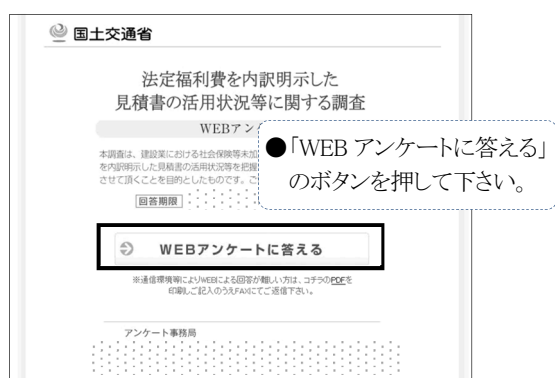 国土交通省
法定福利費を内訳明示した
見積書の活用状況等に関する調査
WEBアン
本調査は、建設業における社会保険等未加
を内訳明示した見積書の活用状況等を把握
させて頂くことを目的としたものです。ご
回答期限
●「WEB アンケートに答える」
のボタンを押して下さい。
WEBアンケートに答える
※通信環境等によりWEBによる回答が難しい方は、コチラのPDFを
印刷しご記入のうえFAXにてご返信下さい。
アンケート事務局